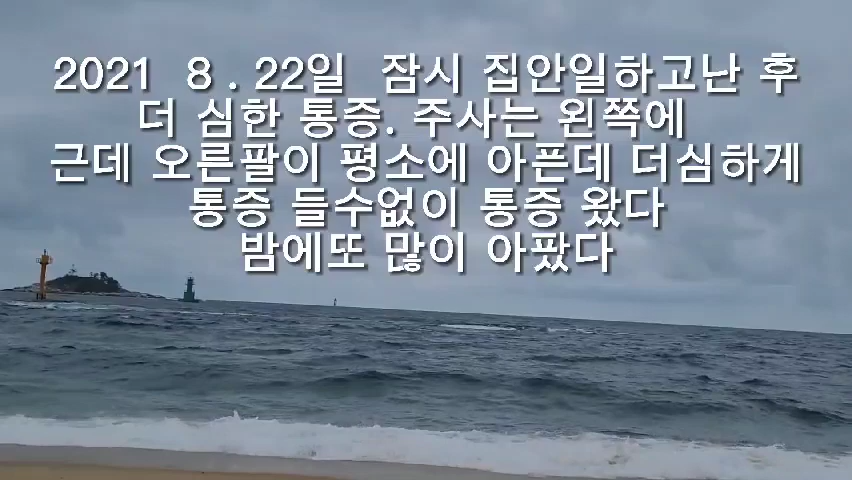 2021 8 . 22일 잠시 집안일하고난 후
더 심한 통증. 주사는 왼쪽에
근데 오른팔이 평소에 아픈데 더심하게
통증 들수없이 통증 왔다
밤에또 많이 아팠다